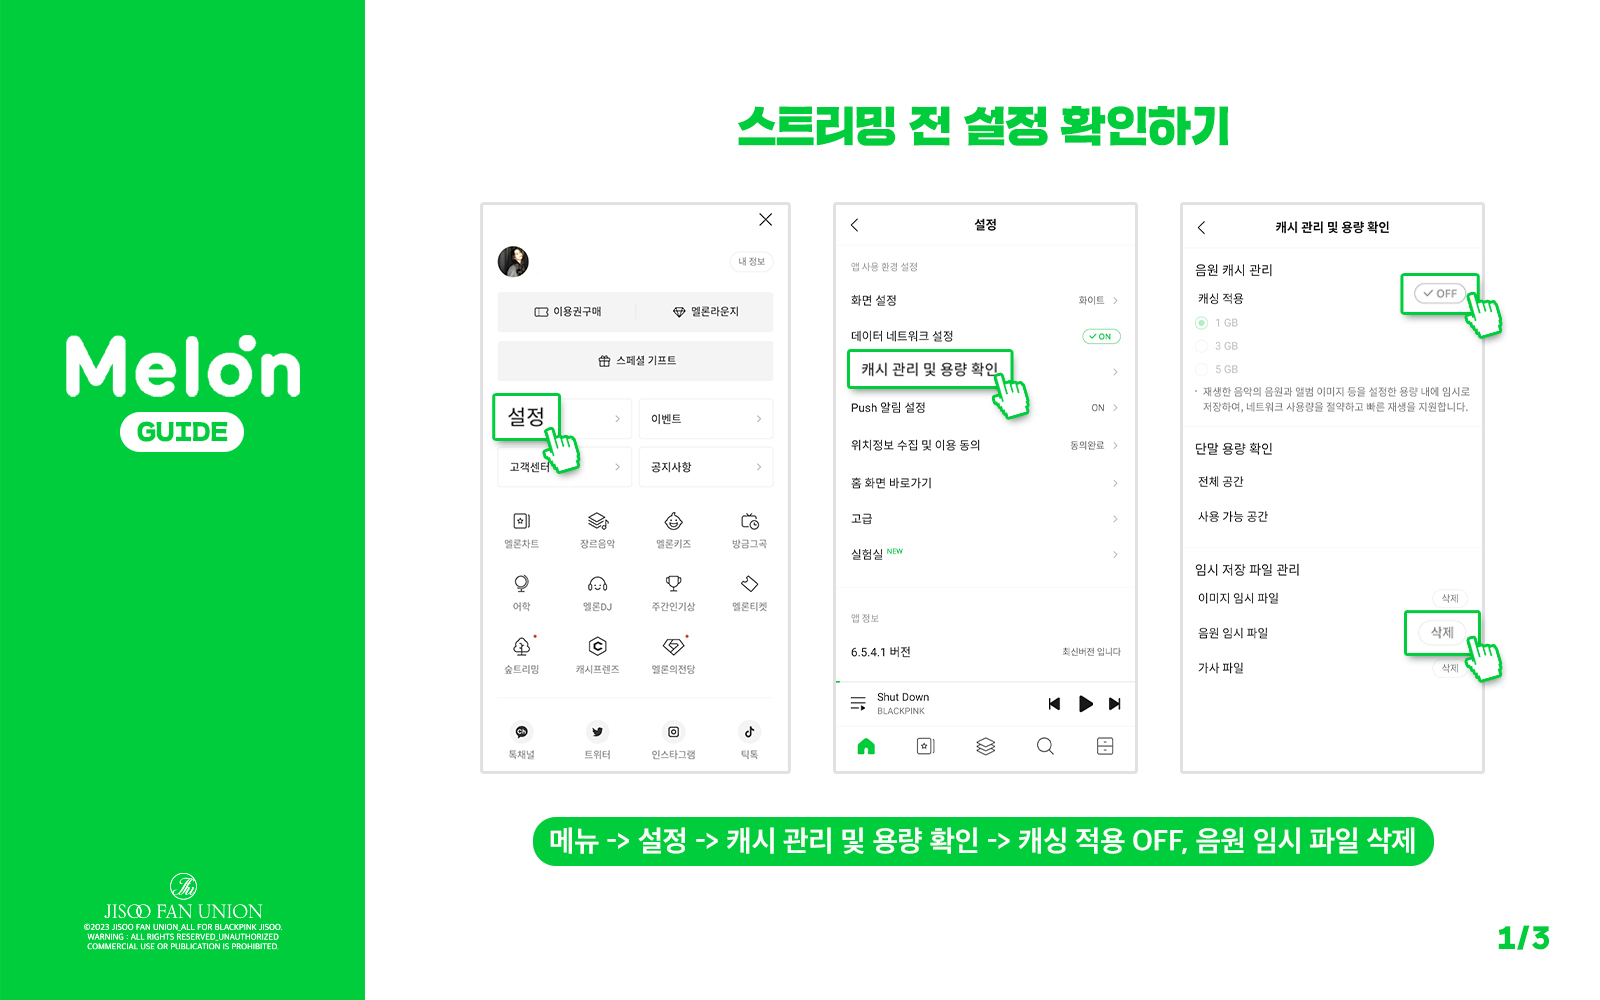 Melon
GUIDE
JISOO FAN UNION
©2023 JISOO FAN UNION_ALL FOR BLACKPINK JISOO.
WARNING : ALL RIGHTS RESERVED_UNAUTHORIZED
COMMERCIAL USE OR PUBLICATION IS PROHIBITED.
스트리밍 전 설정 확인하기
내 정보
이용권구매 멜론라운지
스페셜 기프트
설정 이벤트
고객센터 공지사항
멜론차트 장르음악 멜론키즈 방금그곡
어학 멜론DJ 주간인기상 멜론티켓
숲트리밍 캐시프렌즈 멜론의전당
톡채널 트위터 인스타그램 틱톡
설정
앱 사용 환경 설정
화면 설정 화이트
데이터 네트워크 설정 ON
캐시 관리 및 용량 확인
Push 알림 설정 ON
위치정보 수집 및 이용 동의 동의완료
홈 화면 바로가기
고급
실험실 NEW
앱 정보
6.5.4.1 버전 최신버전 입니다
Shut Down
BLACKPINK
캐시 관리 및 용량 확인
음원 캐시 관리
캐싱 적용 OFF
1 GB
3 GB
5 GB
· 재생한 음악의 음원과 앨범 이미지 등을 설정한 용량 내에 임시로
저장하여, 네트워크 사용량을 절약하고 빠른 재생을 지원합니다.
단말 용량 확인
전체 공간
사용 가능 공간
임시 저장 파일 관리
이미지 임시 파일 삭제
음원 임시 파일 삭제
가사 파일 삭제
메뉴 -> 설정 -> 캐시 관리 및 용량 확인 -> 캐싱 적용 OFF, 음원 임시 파일 삭제
1/3